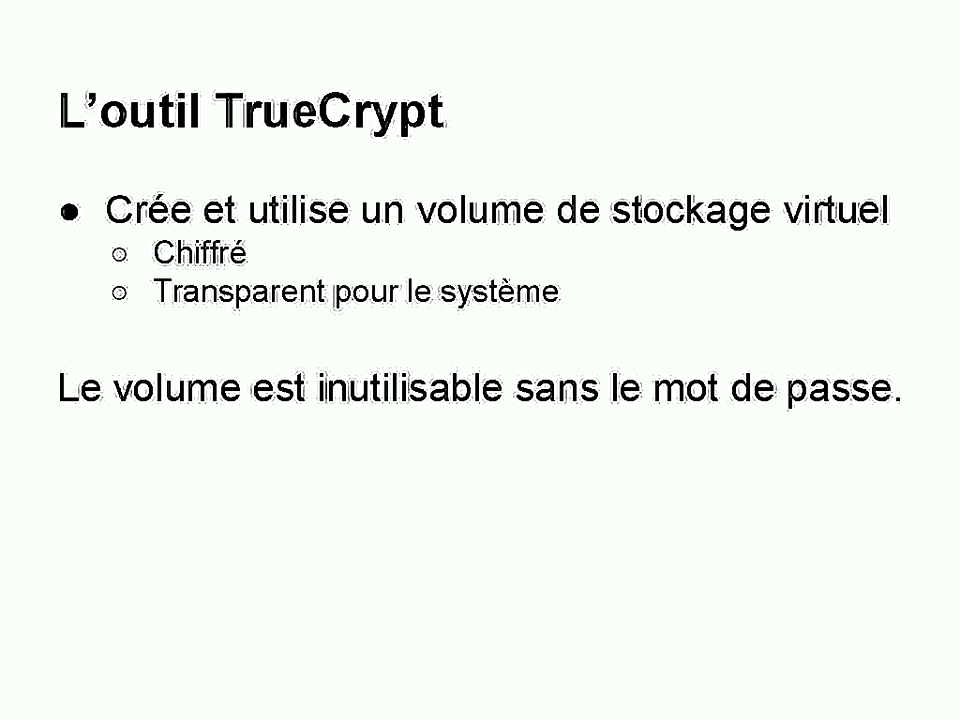 L’outil TrueCrypt
● Crée et utilise un volume de stockage virtuel
○ Chiffré
○ Transparent pour le système
Le volume est inutilisable sans le mot de passe.